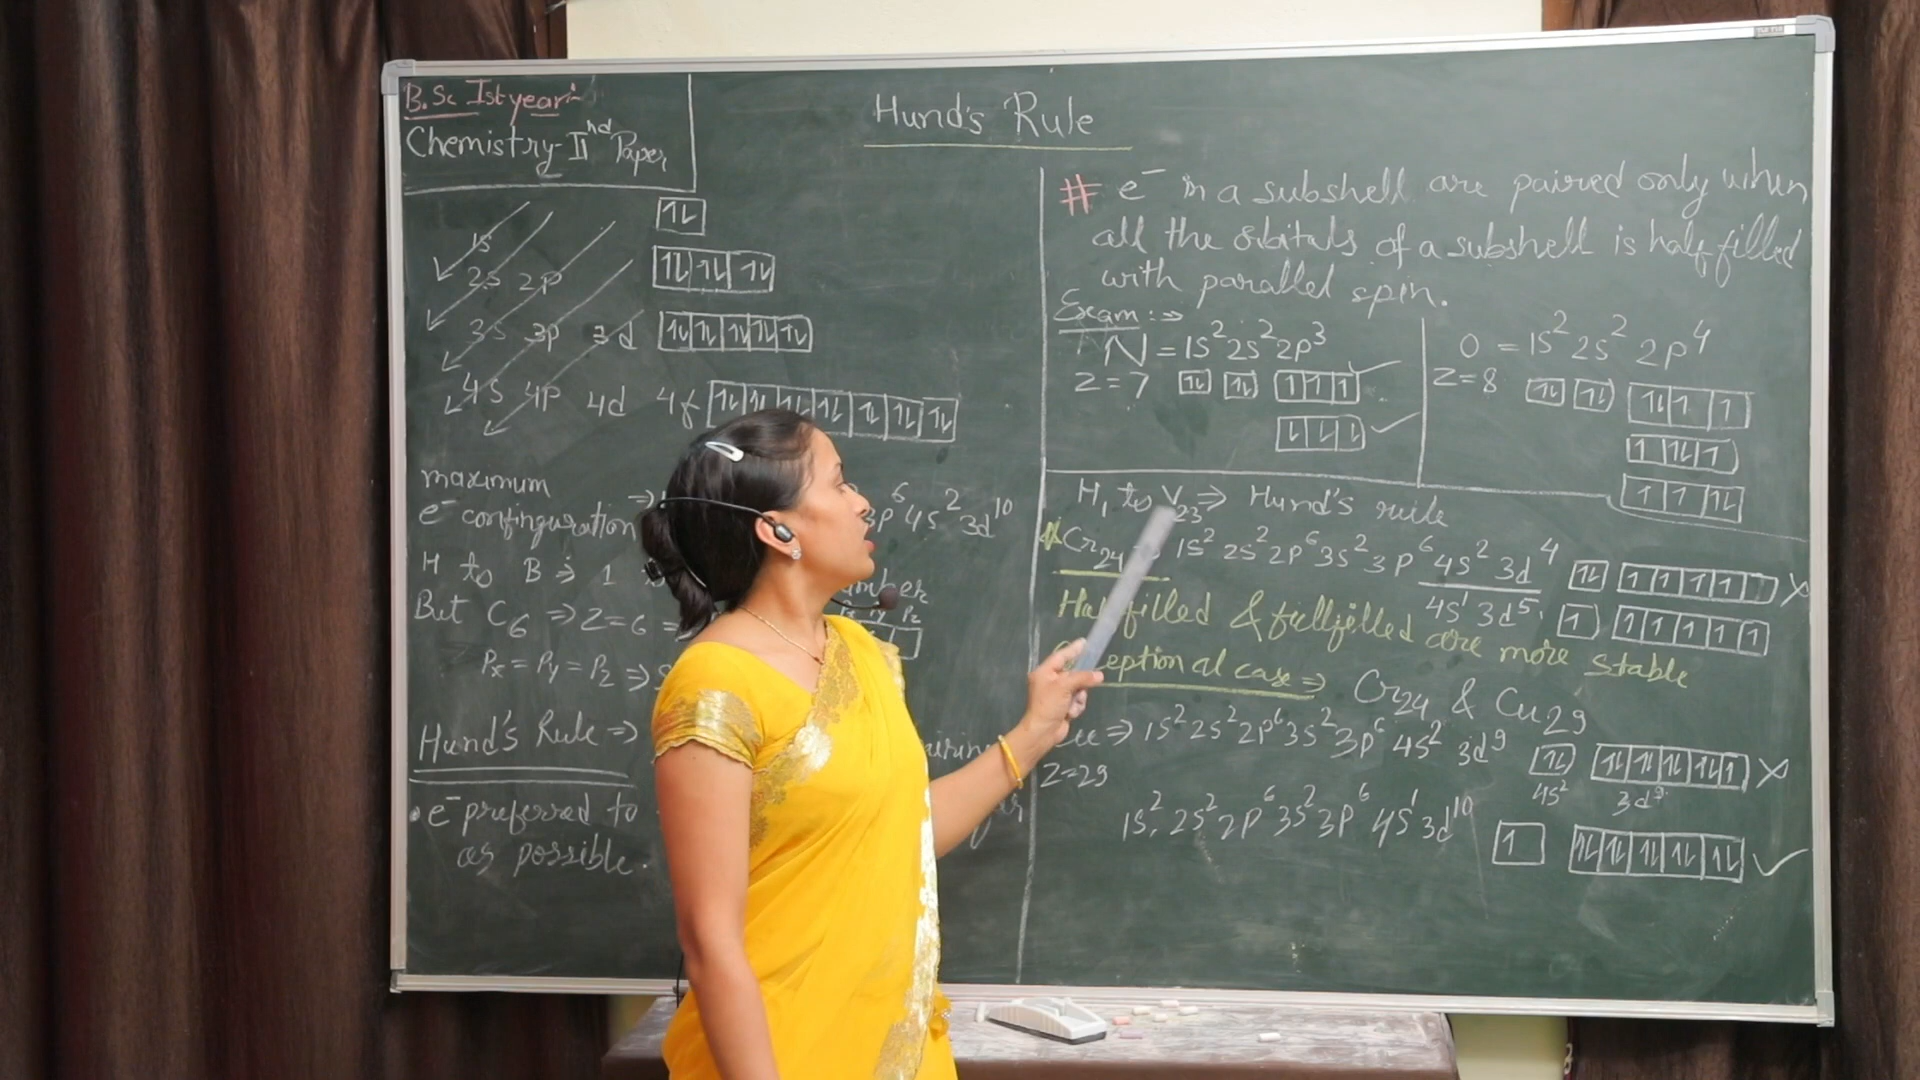 B.Sc Ist year:-
Chemistry-IInd Paper
Hund's Rule
1s
2s 2p
3s 3p 3d
4s 4p 4d 4f
maximum
e⁻ configuration ⇒
6 4s² 3d¹⁰
H to B ⇒ 1
But C₆ ⇒ Z=6 =
Px = Py = Pz ⇒
Hund's Rule ⇒
• e⁻ preferred to
as possible.
# e⁻ in a subshell are paired only when
all the orbitals of a subshell is half filled
with parallel spin.
Exam:⇒
N = 1s² 2s² 2p³
Z = 7
O = 1s² 2s² 2p⁴
Z = 8
H₁ to V₂₃ ⇒ Hund's rule
Cr₂₄ 1s² 2s² 2p⁶ 3s² 3p⁶ 4s² 3d⁴
4s¹ 3d⁵
Half filled & fullfilled are more stable
eptional case ⇒ Cr₂₄ & Cu₂₉
⇒ 1s² 2s² 2p⁶ 3s² 3p⁶ 4s² 3d⁹
Z=29
4s² 3d⁹
1s² 2s² 2p⁶ 3s² 3p⁶ 4s¹ 3d¹⁰